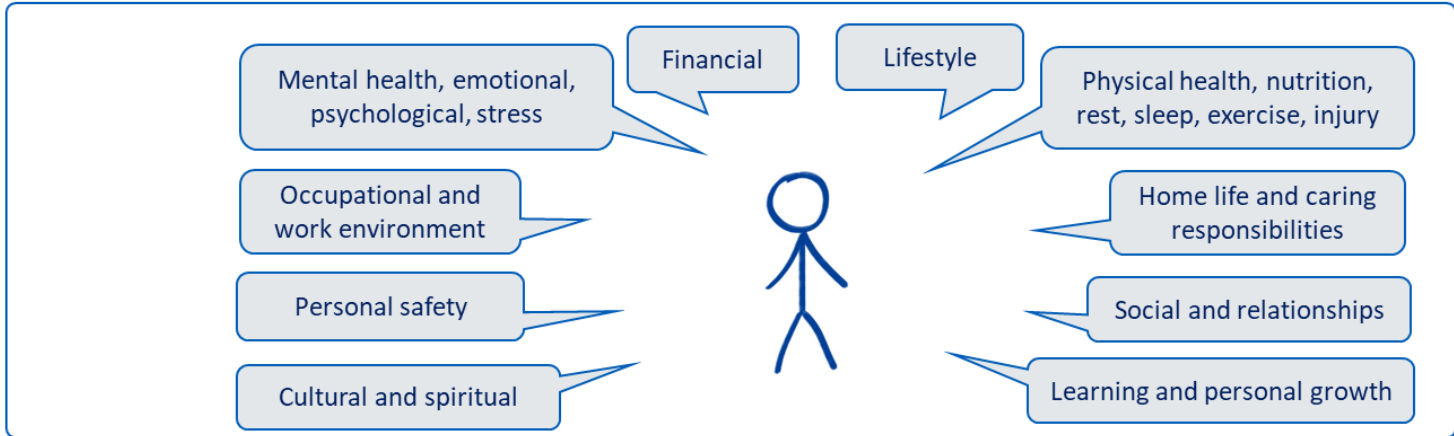 Mental health, emotional,
psychological, stress
Financial
Lifestyle
Physical health, nutrition,
rest, sleep, exercise, injury
Occupational and
work environment
Home life and caring
responsibilities
Personal safety
Social and relationships
Cultural and spiritual
Learning and personal growth